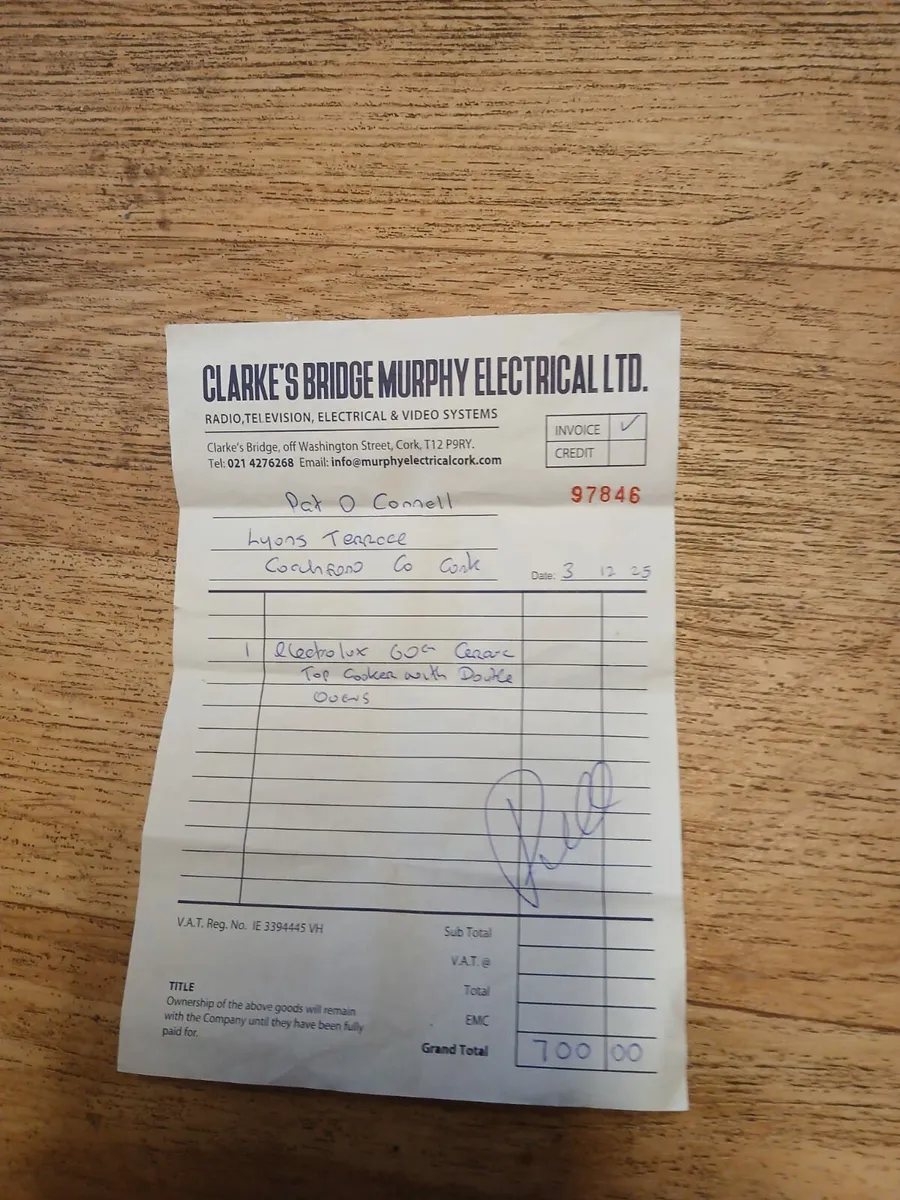 CLARKE'S BRIDGE MURPHY ELECTRICAL LTD.
RADIO,TELEVISION, ELECTRICAL & VIDEO SYSTEMS
Clarke's Bridge, off Washington Street, Cork, T12 P9RY.
Tel: 021 4276268 Email: info@murphyelectricalcork.com
INVOICE ✓
CREDIT
97846
Pat O Connell
Lyons Terrace
Coachford Co Cork
Date: 3 12 25
1 Electrolux 60cm
Top Cooker with Double
Ovens
V.A.T. Reg. No. IE 3394445 VH
Sub Total
V.A.T. @
Total
EMC
Grand Total 700 00
TITLE
Ownership of the above goods will remain
with the Company until they have been fully
paid for.